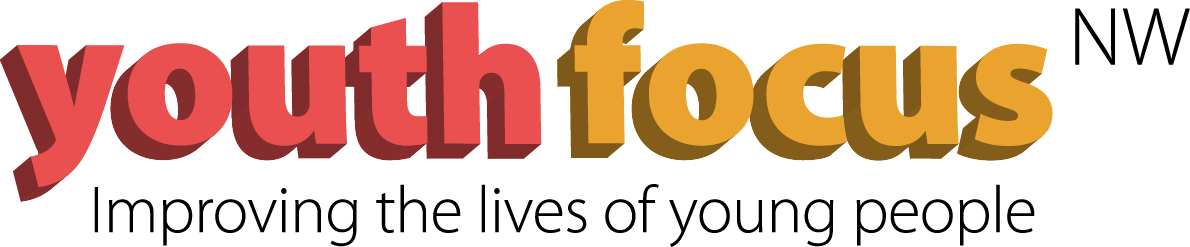 youth focus NW
Improving the lives of young people